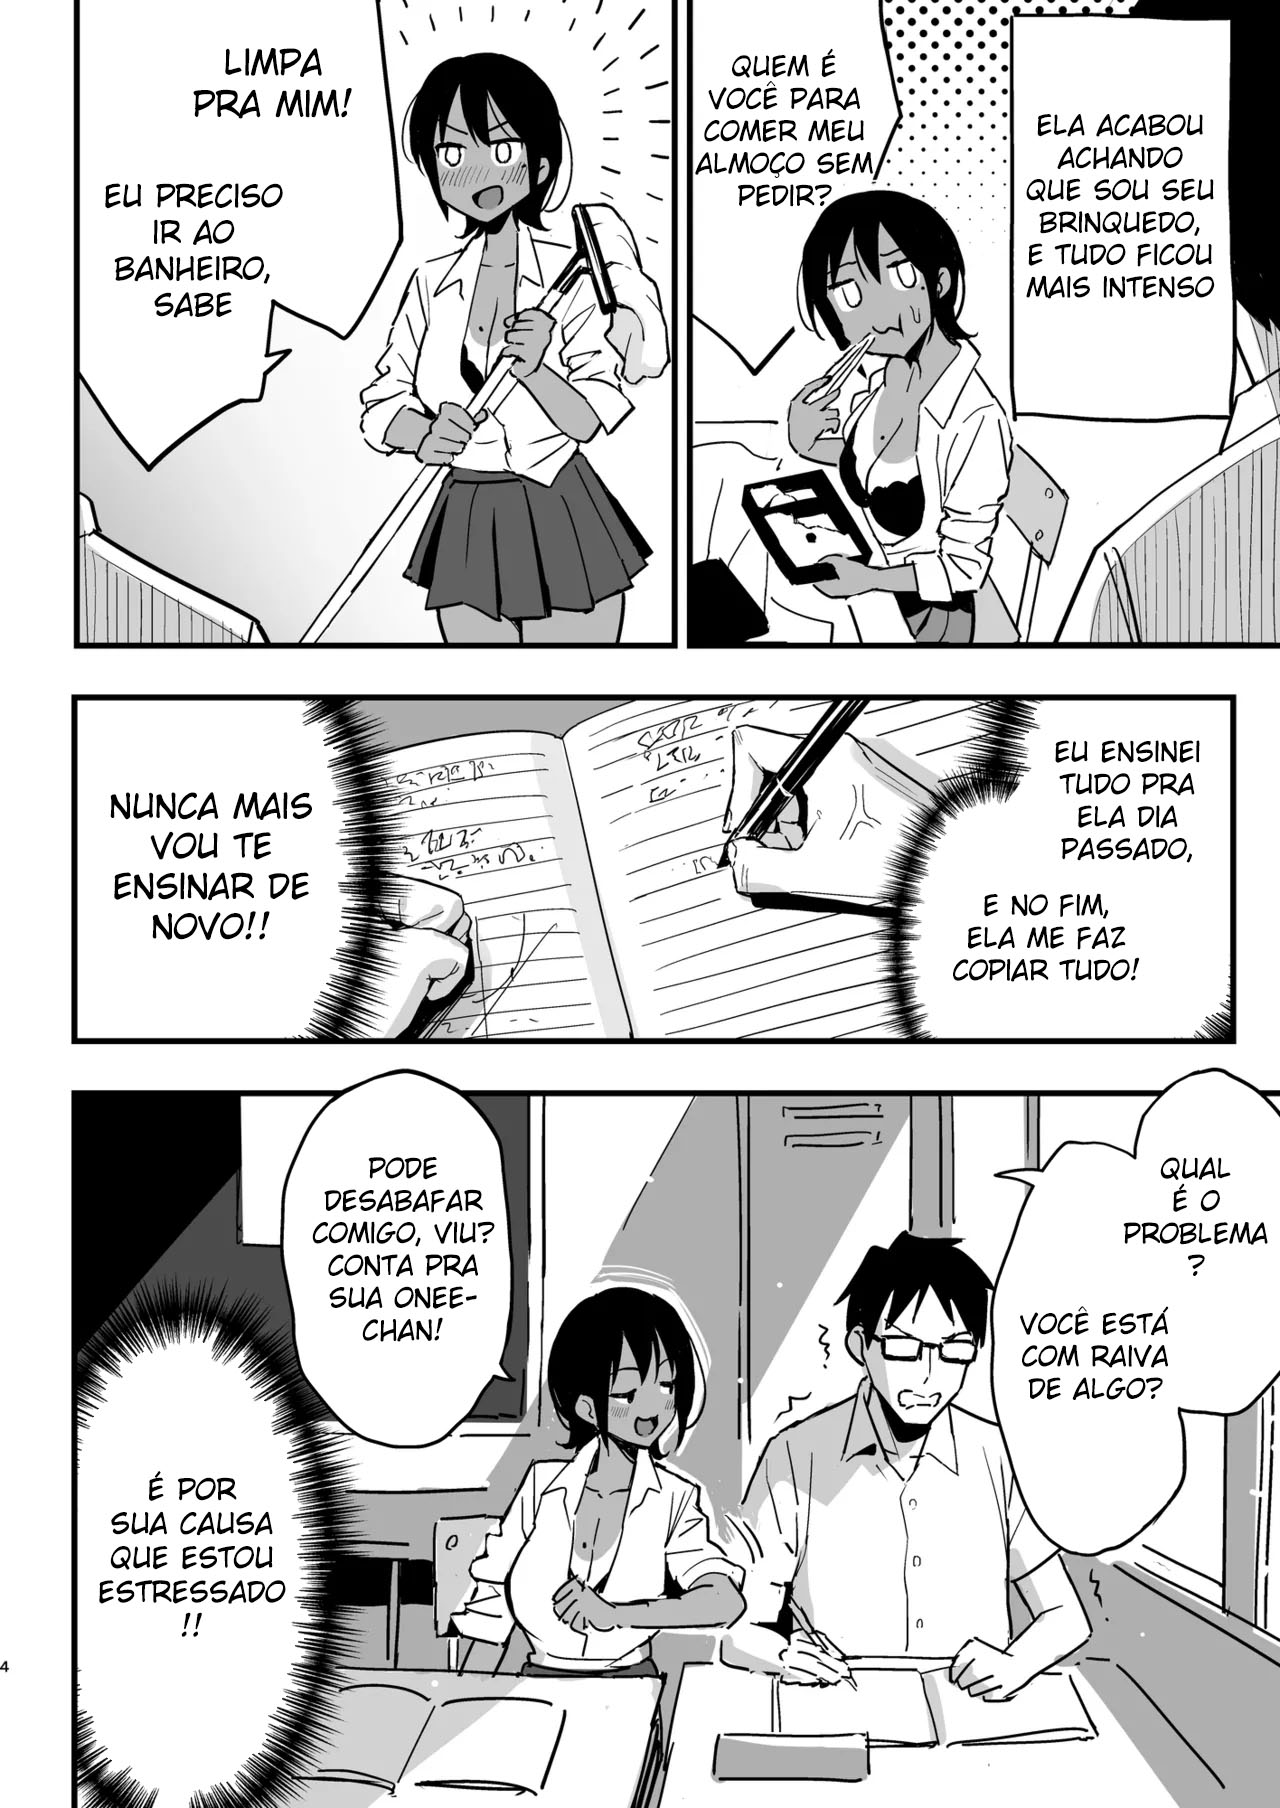 ELA ACABOU
ACHANDO
QUE SOU SEU
BRINQUEDO,
E TUDO FICOU
MAIS INTENSO
QUEM É
VOCÊ PARA
COMER MEU
ALMOÇO SEM
PEDIR?
LIMPA
PRA MIM!
EU PRECISO
IR AO
BANHEIRO,
SABE
EU ENSINEI
TUDO PRA
ELA DIA
PASSADO,
E NO FIM,
ELA ME FAZ
COPIAR TUDO!
NUNCA MAIS
VOU TE
ENSINAR DE
NOVO!!
QUAL
É O
PROBLEMA
?
VOCÊ ESTÁ
COM RAIVA
DE ALGO?
PODE
DESABAFAR
COMIGO, VIU?
CONTA PRA
SUA ONEE-
CHAN!
É POR
SUA CAUSA
QUE ESTOU
ESTRESSADO
!!
4